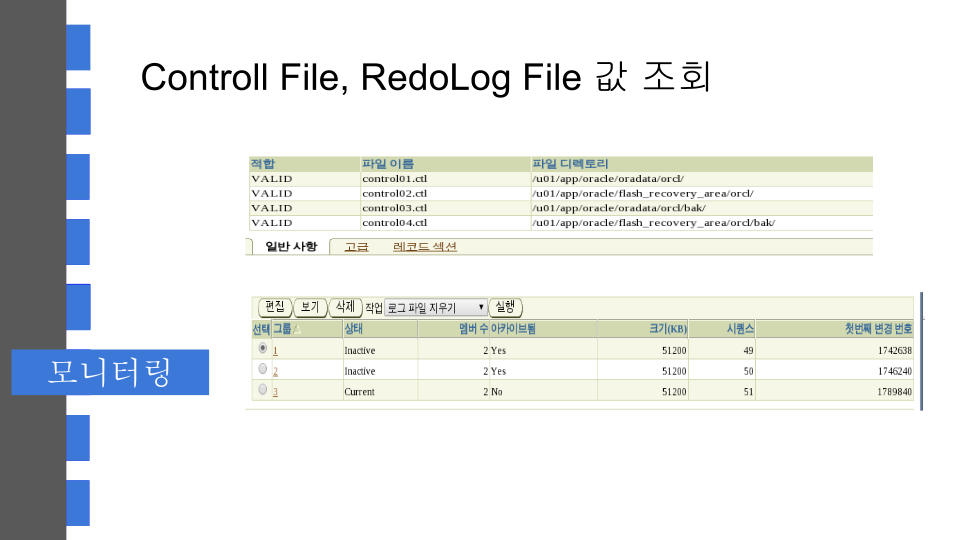 Controll File, RedoLog File 값 조회
적합 파일 이름 파일 디렉토리
VALID control01.ctl /u01/app/oracle/oradata/orcl/
VALID control02.ctl /u01/app/oracle/flash_recovery_area/orcl/
VALID control03.ctl /u01/app/oracle/oradata/orcl/bak/
VALID control04.ctl /u01/app/oracle/flash_recovery_area/orcl/bak/
일반 사항 고급 레코드 섹션
편집 보기 삭제 작업 로그 파일 지우기 실행
선택 그룹 상태 멤버 수 아카이브됨 크기(KB) 시퀀스 첫번째 변경 번호
1 Inactive 2 Yes 51200 49 1742638
2 Inactive 2 Yes 51200 50 1746240
3 Current 2 No 51200 51 1789840
모니터링